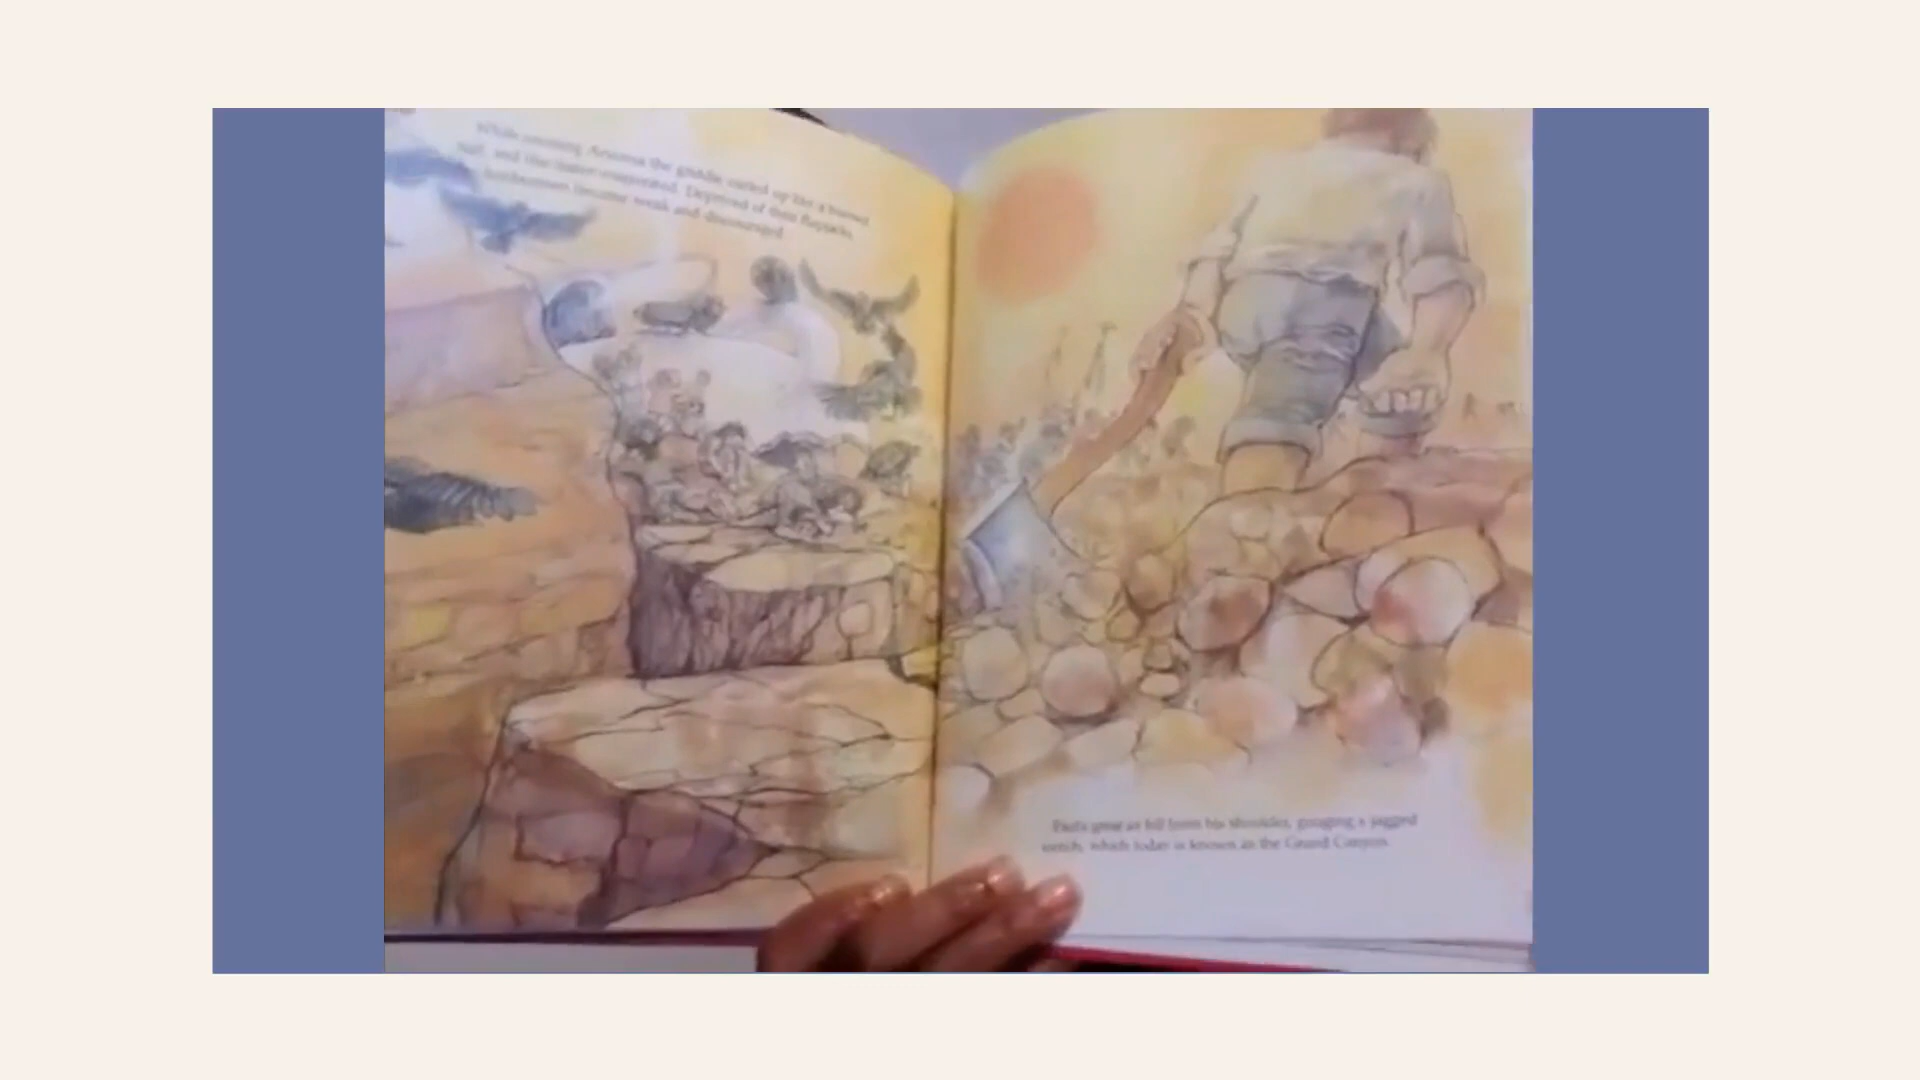 While crossing Arizona the griddle curled up like a burned
leaf, and the batter evaporated. Deprived of their flapjacks,
lumbermen became weak and discouraged.
Paul's great ax fell from his shoulder, gouging a jagged
trench, which today is known as the Grand Canyon.